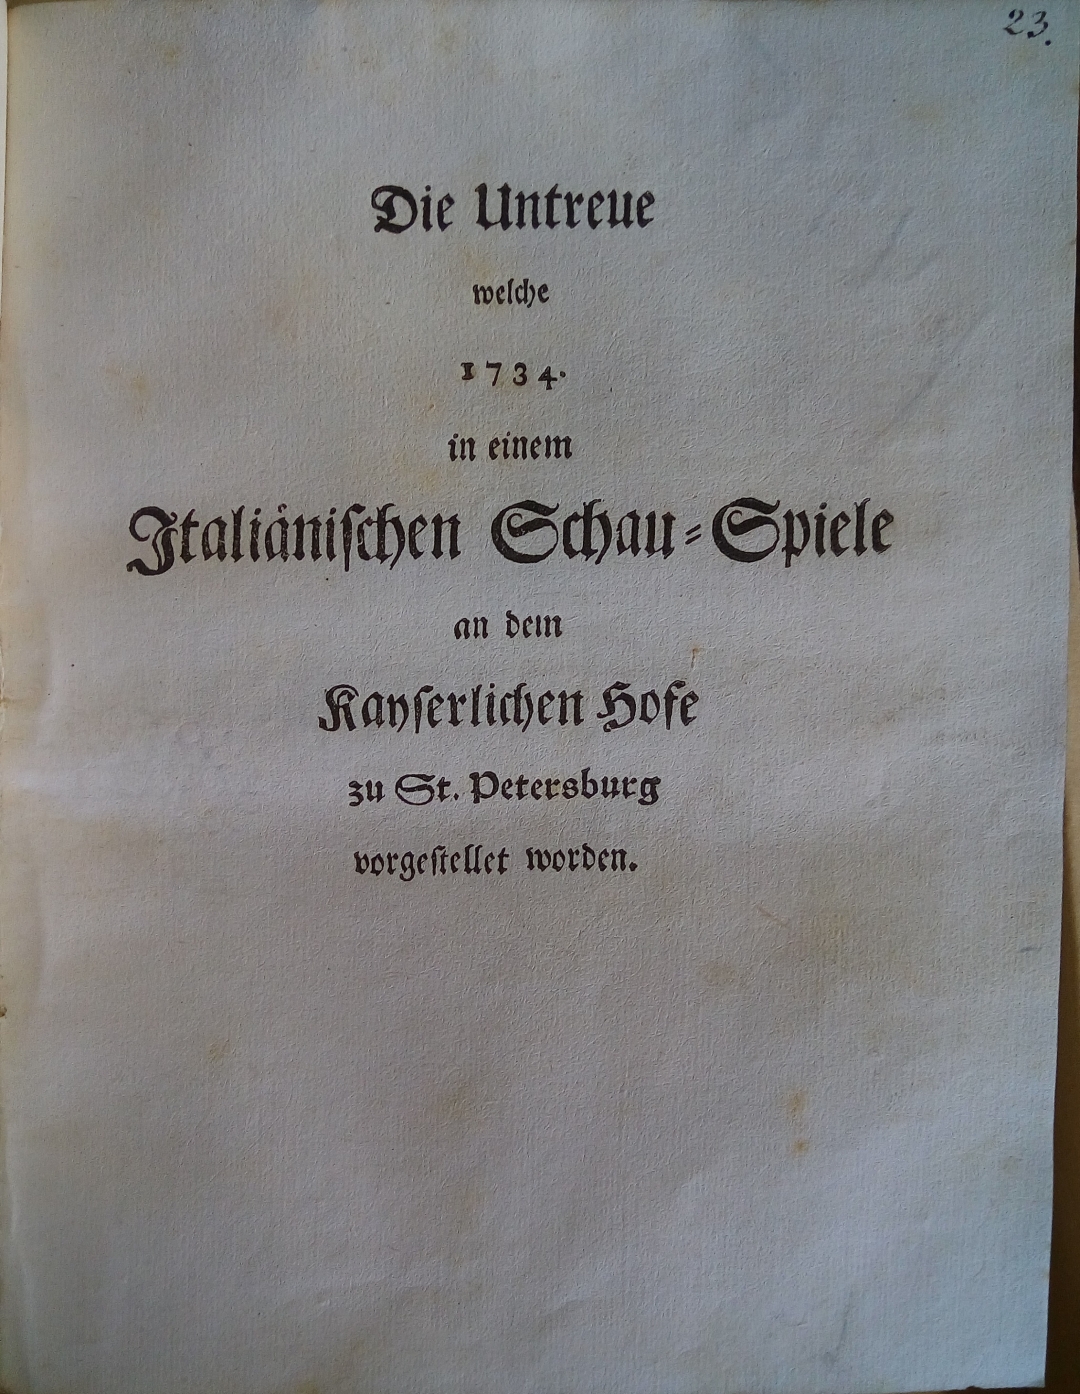 23.
Die Untreue
welche
1734.
in einem
Italiänischen Schau-Spiele
an dem
Kayserlichen Hofe
zu St. Petersburg
vorgestellet worden.